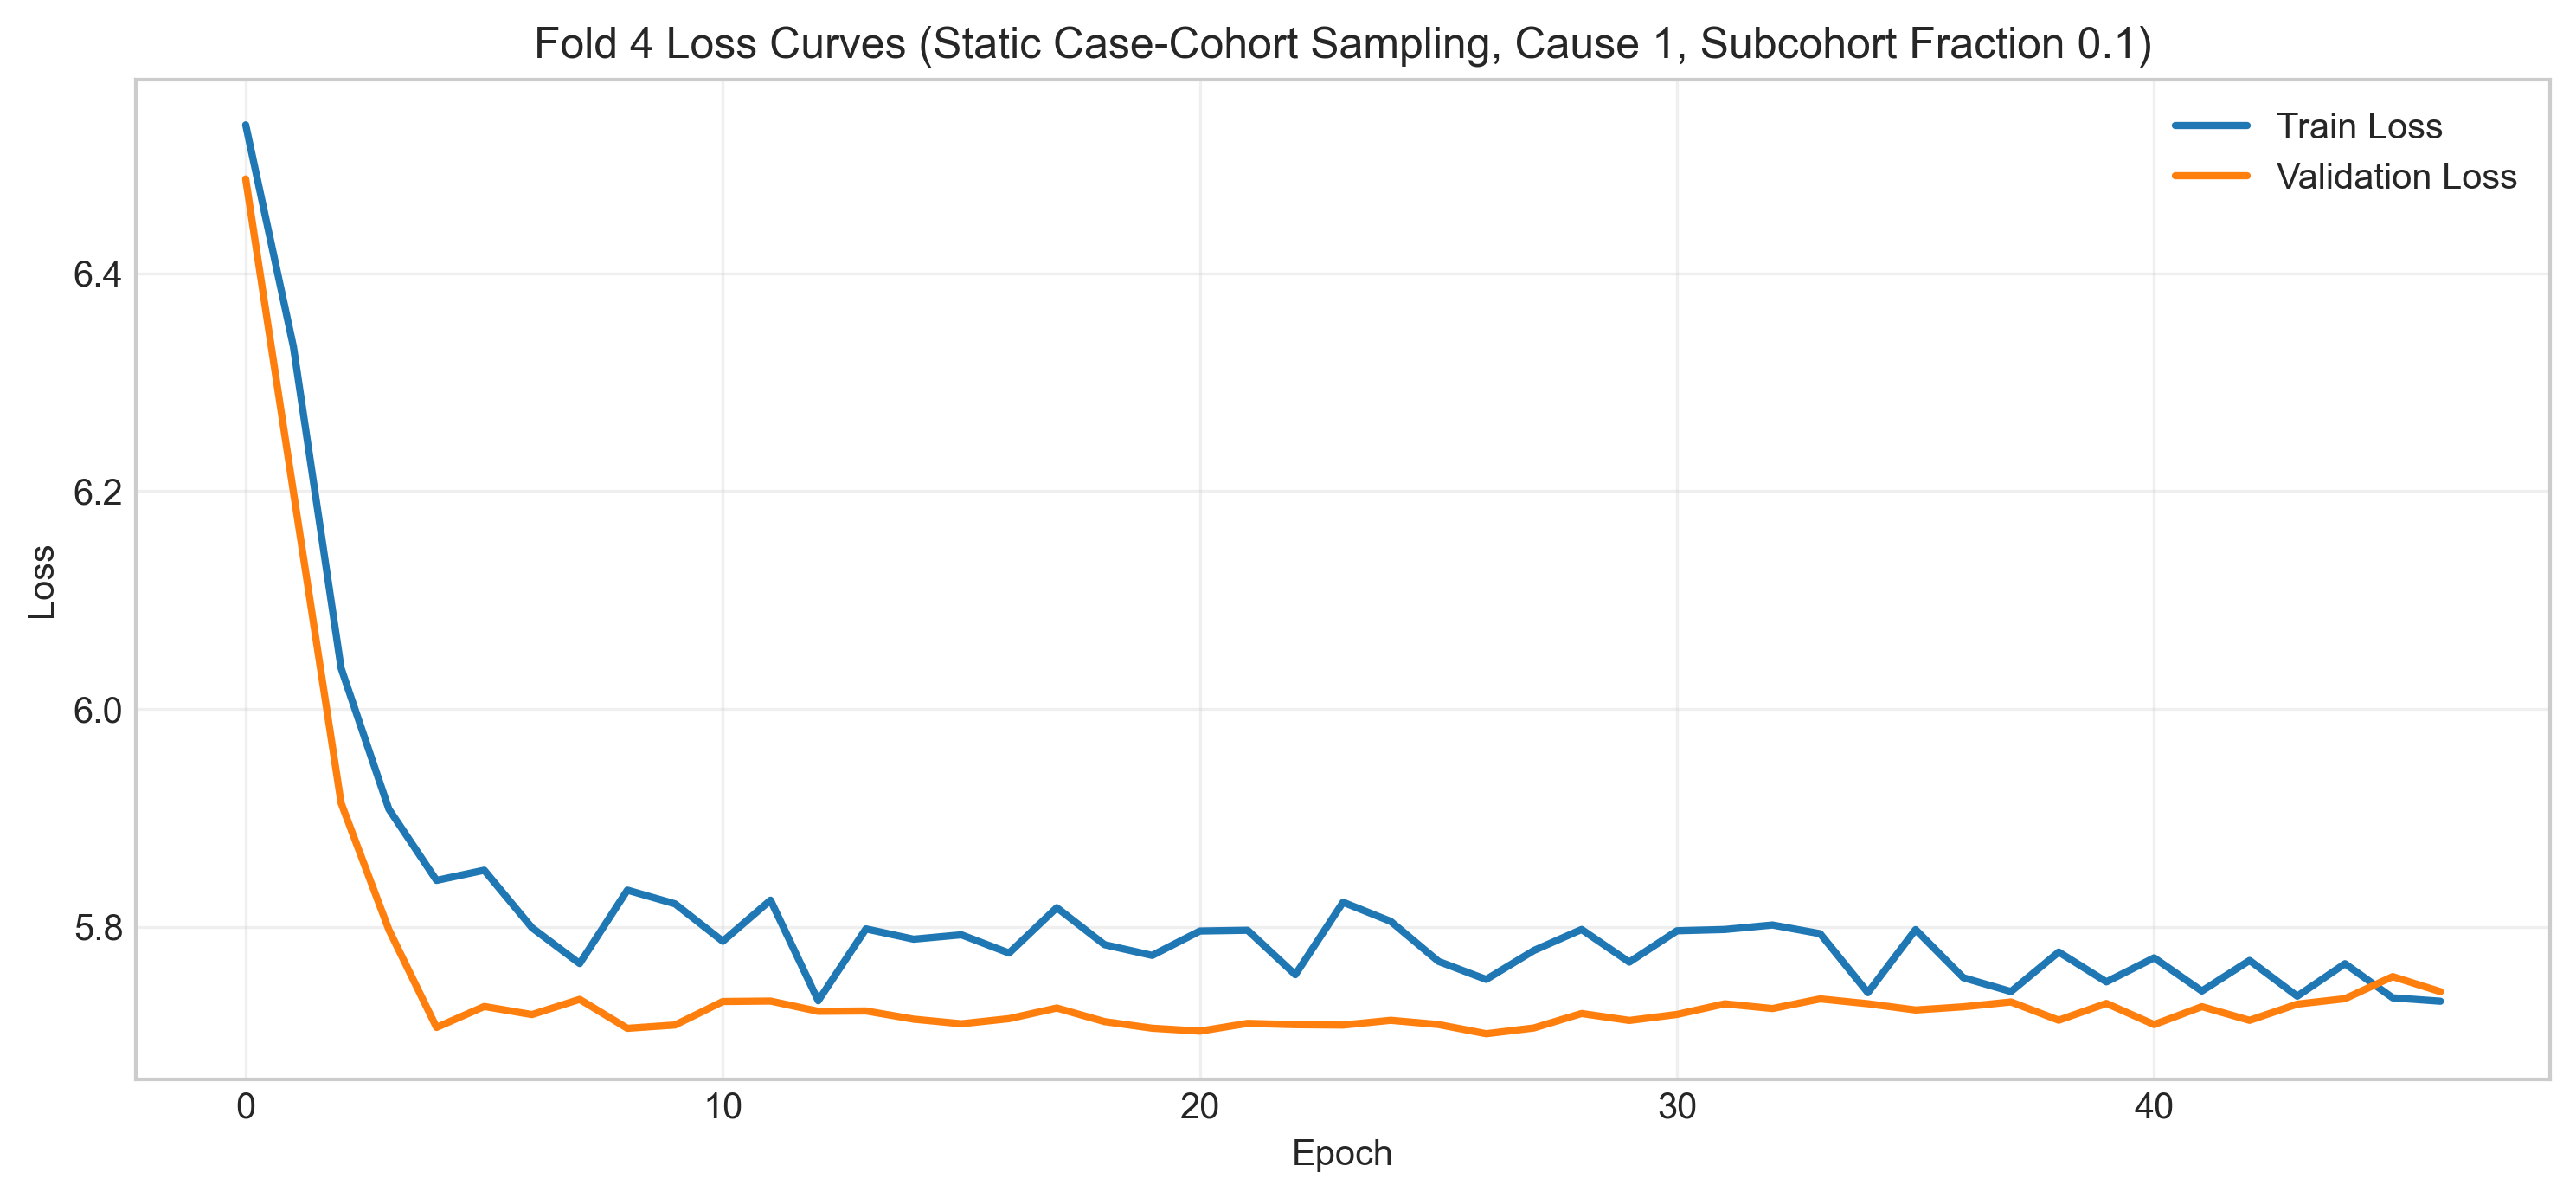 Fold 4 Loss Curves (Static Case-Cohort Sampling, Cause 1, Subcohort Fraction 0.1)
Train Loss
Validation Loss
Loss
6.4
6.2
6.0
5.8
0 10 20 30 40
Epoch